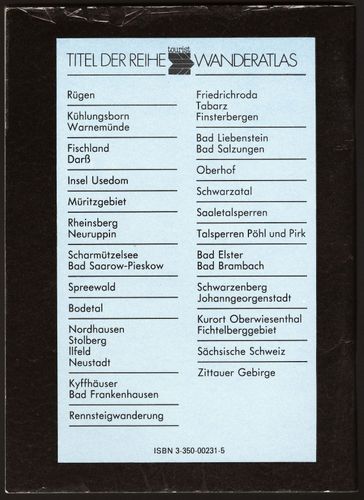 TITEL DER REIHE tourist WANDERATLAS
Rügen
Kühlungsborn
Warnemünde
Fischland
Darß
Insel Usedom
Müritzgebiet
Rheinsberg
Neuruppin
Scharmützelsee
Bad Saarow-Pieskow
Spreewald
Bodetal
Nordhausen
Stolberg
Ilfeld
Neustadt
Kyffhäuser
Bad Frankenhausen
Rennsteigwanderung
Friedrichroda
Tabarz
Finsterbergen
Bad Liebenstein
Bad Salzungen
Oberhof
Schwarzatal
Saaletalsperren
Talsperren Pöhl und Pirk
Bad Elster
Bad Brambach
Schwarzenberg
Johanngeorgenstadt
Kurort Oberwiesenthal
Fichtelberggebiet
Sächsische Schweiz
Zittauer Gebirge
ISBN 3-350-00231-5